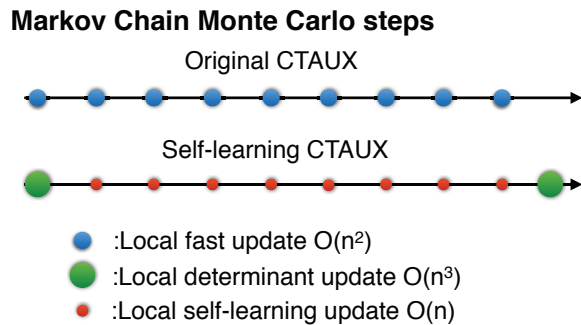 Markov Chain Monte Carlo steps
Original CTAUX
Self-learning CTAUX
:Local fast update O(n²)
:Local determinant update O(n³)
:Local self-learning update O(n)